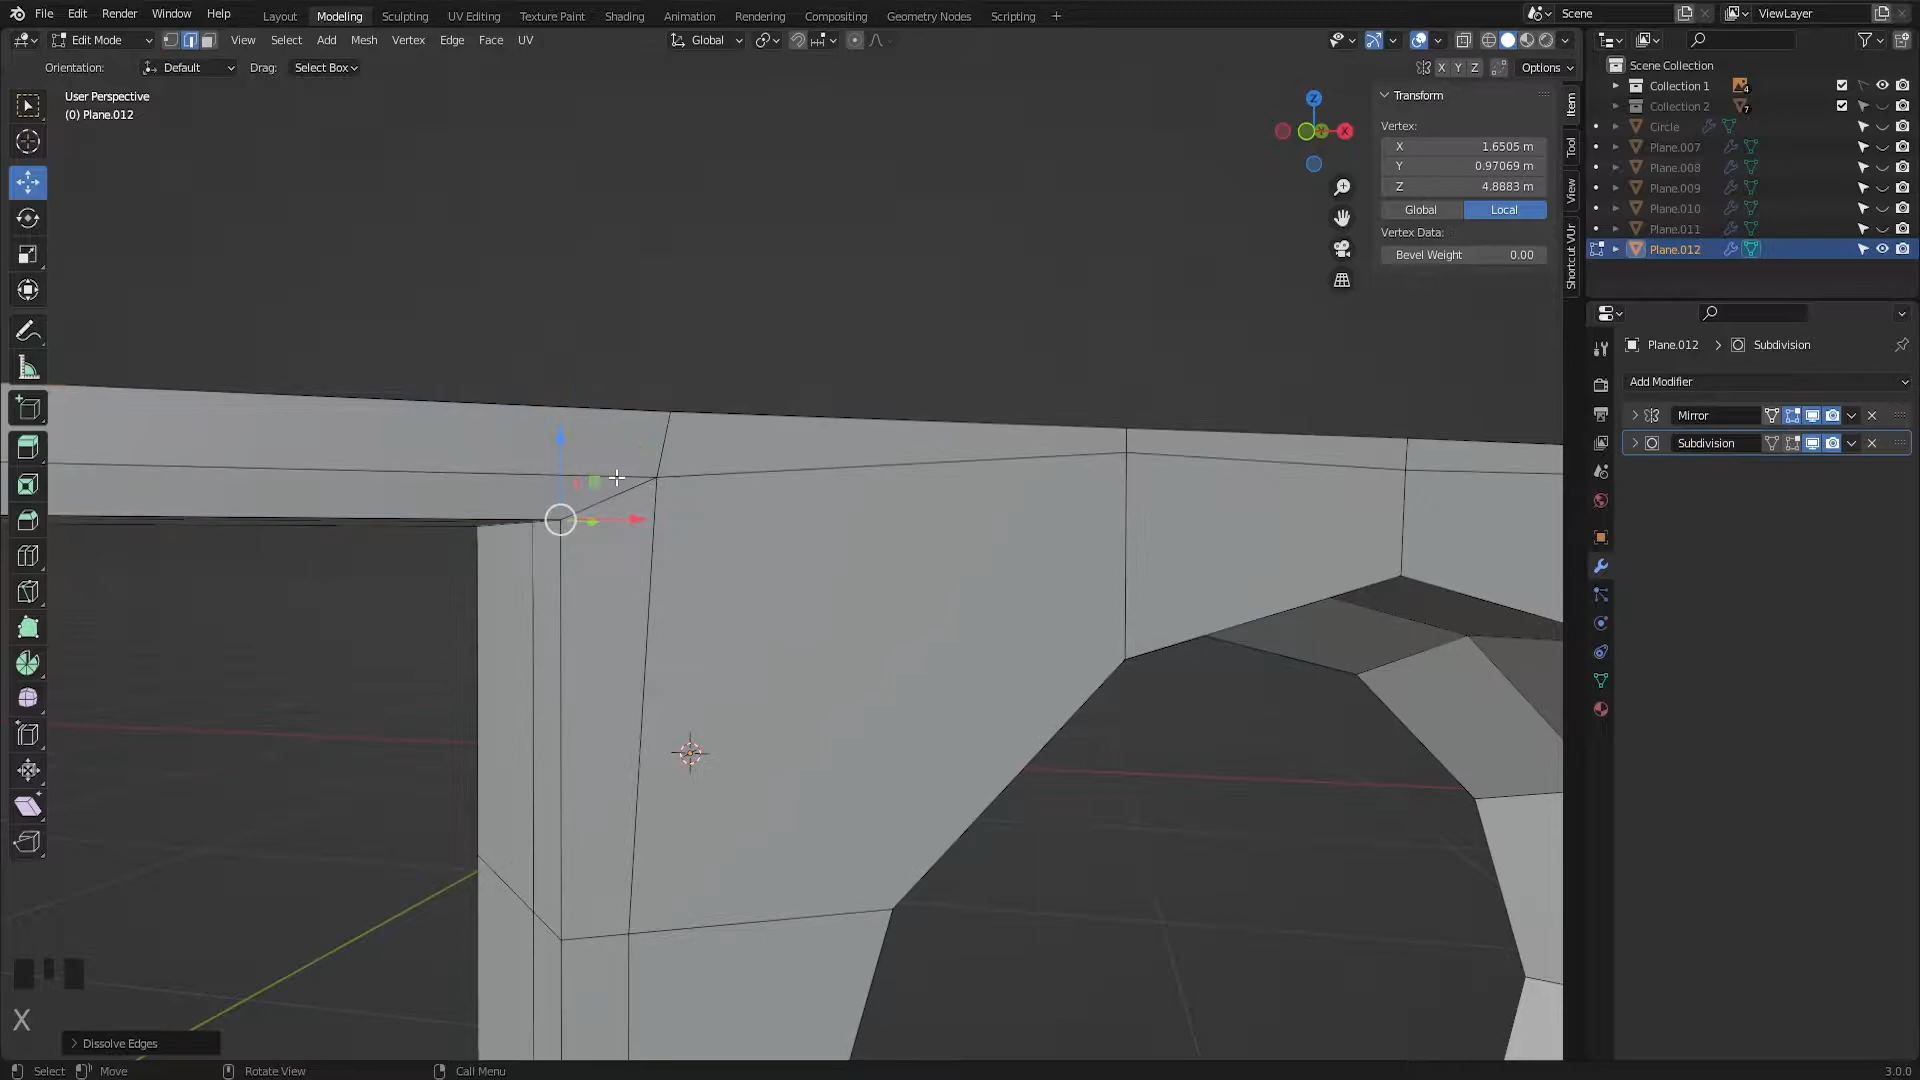 File Edit Render Window Help Layout Modeling Sculpting UV Editing Texture Paint Shading Animation Rendering Compositing Geometry Nodes Scripting + Scene ViewLayer
Edit Mode View Select Add Mesh Vertex Edge Face UV Global
Orientation: Default Drag: Select Box X Y Z Options
User Perspective
(0) Plane.012
Z
X
Transform
Vertex:
X 1.6505 m
Y 0.97069 m
Z 4.8883 m
Global Local
Vertex Data:
Bevel Weight 0.00
Item
Tool
View
Shortcut VUr
Scene Collection
Collection 1 4
Collection 2 7
Circle
Plane.007
Plane.008
Plane.009
Plane.010
Plane.011
Plane.012
Plane.012 > Subdivision
Add Modifier
Mirror
Subdivision
X
Dissolve Edges
Select Move Rotate View Call Menu 3.0.0